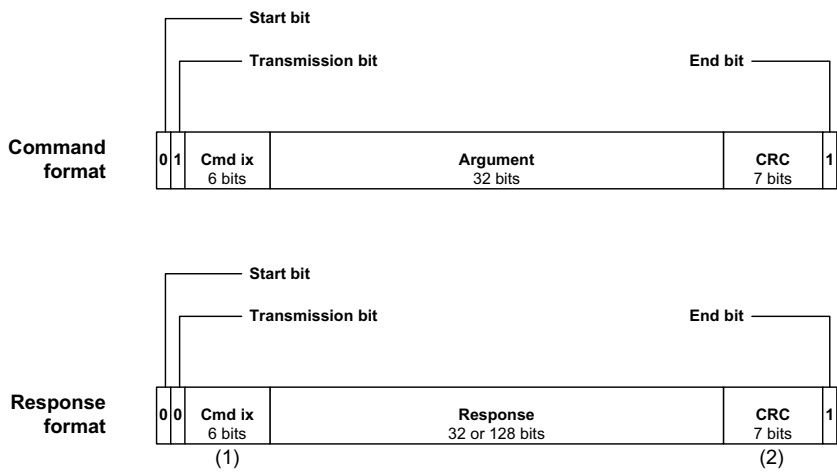 Start bit
Transmission bit
End bit
Command
format
0 1 Cmd ix Argument CRC 1
6 bits 32 bits 7 bits
Start bit
Transmission bit
End bit
Response
format
0 0 Cmd ix Response CRC 1
6 bits 32 or 128 bits 7 bits
(1) (2)